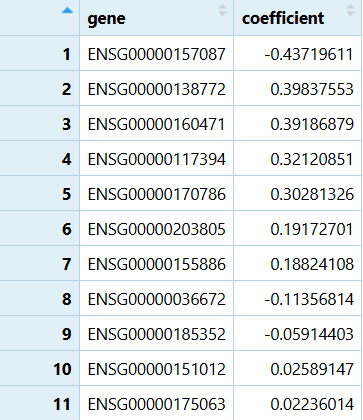 gene coefficient
1 ENSG00000157087 -0.43719611
2 ENSG00000138772 0.39837553
3 ENSG00000160471 0.39186879
4 ENSG00000117394 0.32120851
5 ENSG00000170786 0.30281326
6 ENSG00000203805 0.19172701
7 ENSG00000155886 0.18824108
8 ENSG00000036672 -0.11356814
9 ENSG00000185352 -0.05914403
10 ENSG00000151012 0.02589147
11 ENSG00000175063 0.02236014